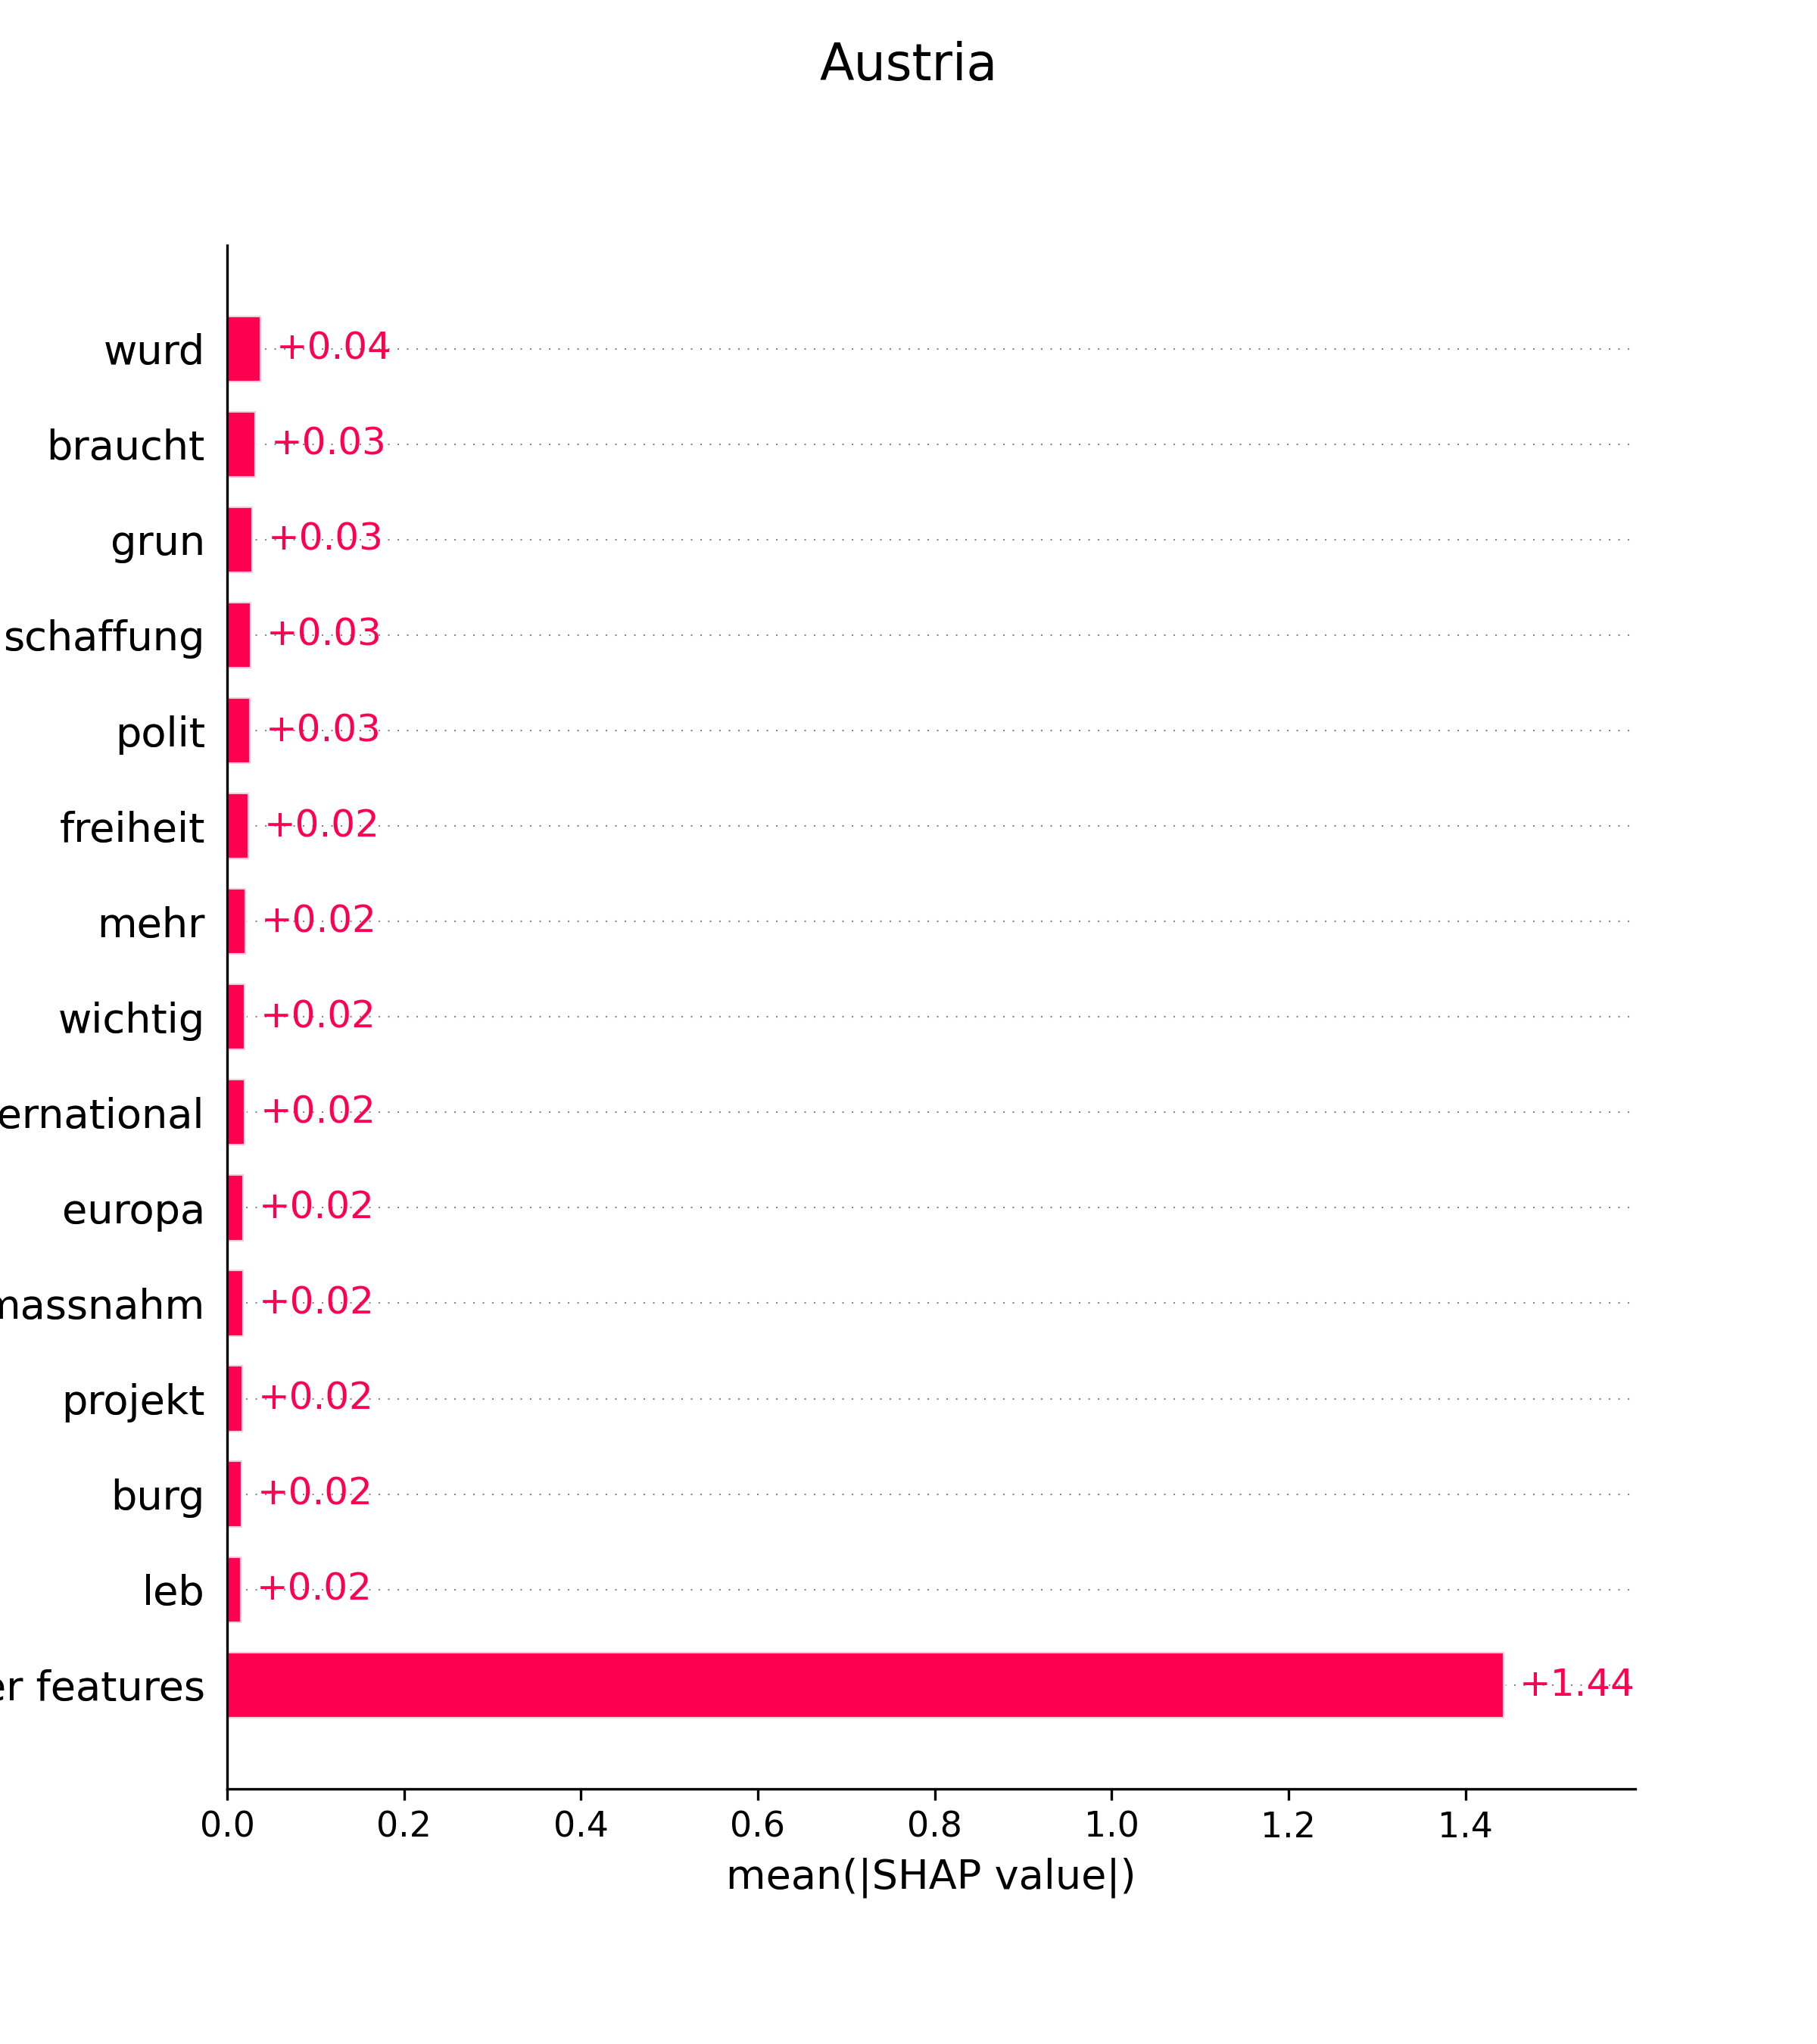 Austria
wurd +0.04
braucht +0.03
grun +0.03
schaffung +0.03
polit +0.03
freiheit +0.02
mehr +0.02
wichtig +0.02
ernational +0.02
europa +0.02
massnahm +0.02
projekt +0.02
burg +0.02
leb +0.02
er features +1.44
0.0 0.2 0.4 0.6 0.8 1.0 1.2 1.4
mean(|SHAP value|)